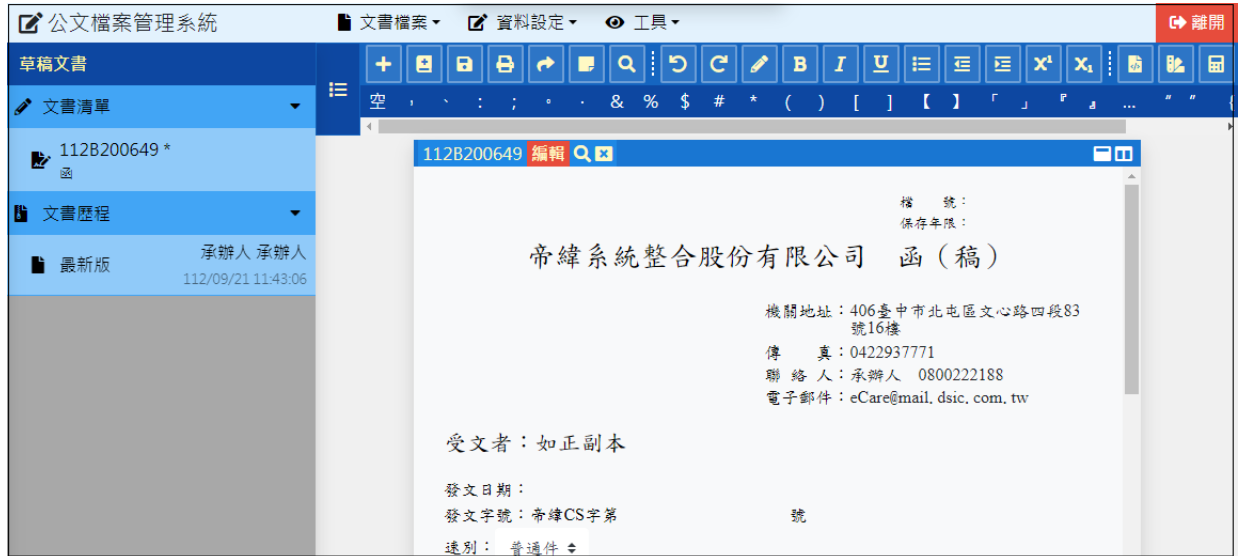 公文檔案管理系統
文書檔案
資料設定
工具
離開
草稿文書
B I U X¹ X₁
空 , 、 : ; 。 · & % $ # * ( ) [ ] 【 】 「 」 『 』 … " " {
文書清單
112B200649 *
函
文書歷程
最新版
承辦人 承辦人
112/09/21 11:43:06
112B200649 編輯
檔 號:
保存年限:
帝緯系統整合股份有限公司 函(稿)
機關地址:406臺中市北屯區文心路四段83
號16樓
傳 真:0422937771
聯 絡 人:承辦人 0800222188
電子郵件:eCare@mail.dsic.com.tw
受文者:如正副本
發文日期:
發文字號:帝緯CS字第 號
速別: 普通件